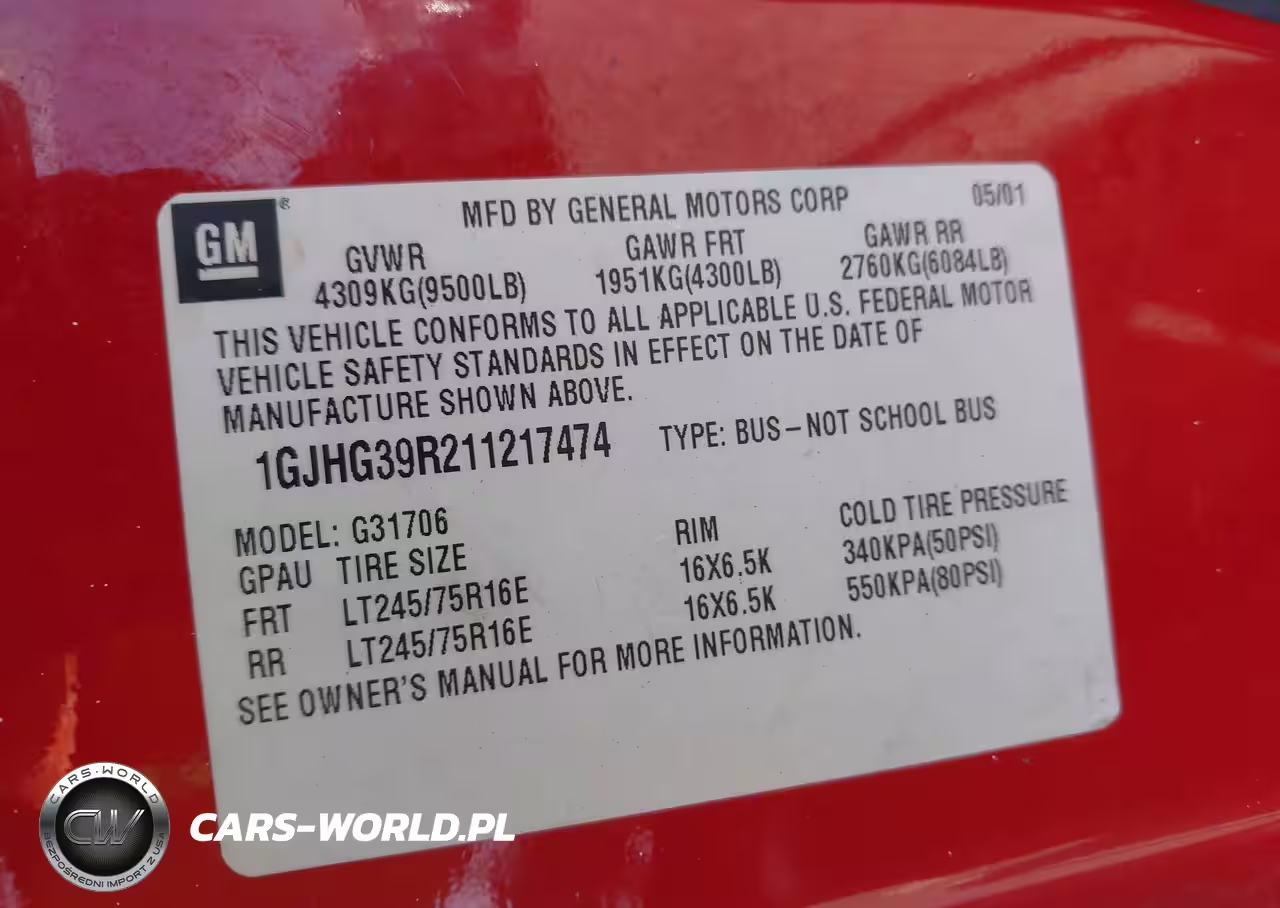 GM®
MFD BY GENERAL MOTORS CORP 05/01
GVWR GAWR FRT GAWR RR
4309KG(9500LB) 1951KG(4300LB) 2760KG(6084LB)
THIS VEHICLE CONFORMS TO ALL APPLICABLE U.S. FEDERAL MOTOR
VEHICLE SAFETY STANDARDS IN EFFECT ON THE DATE OF
MANUFACTURE SHOWN ABOVE.
1GJHG39R211217474 TYPE: BUS–NOT SCHOOL BUS
MODEL: G31706
GPAU TIRE SIZE RIM COLD TIRE PRESSURE
FRT LT245/75R16E 16X6.5K 340KPA(50PSI)
RR LT245/75R16E 16X6.5K 550KPA(80PSI)
SEE OWNER'S MANUAL FOR MORE INFORMATION.
CARS-WORLD
CW
BEZPOŚREDNI IMPORT Z USA
CARS-WORLD.PL